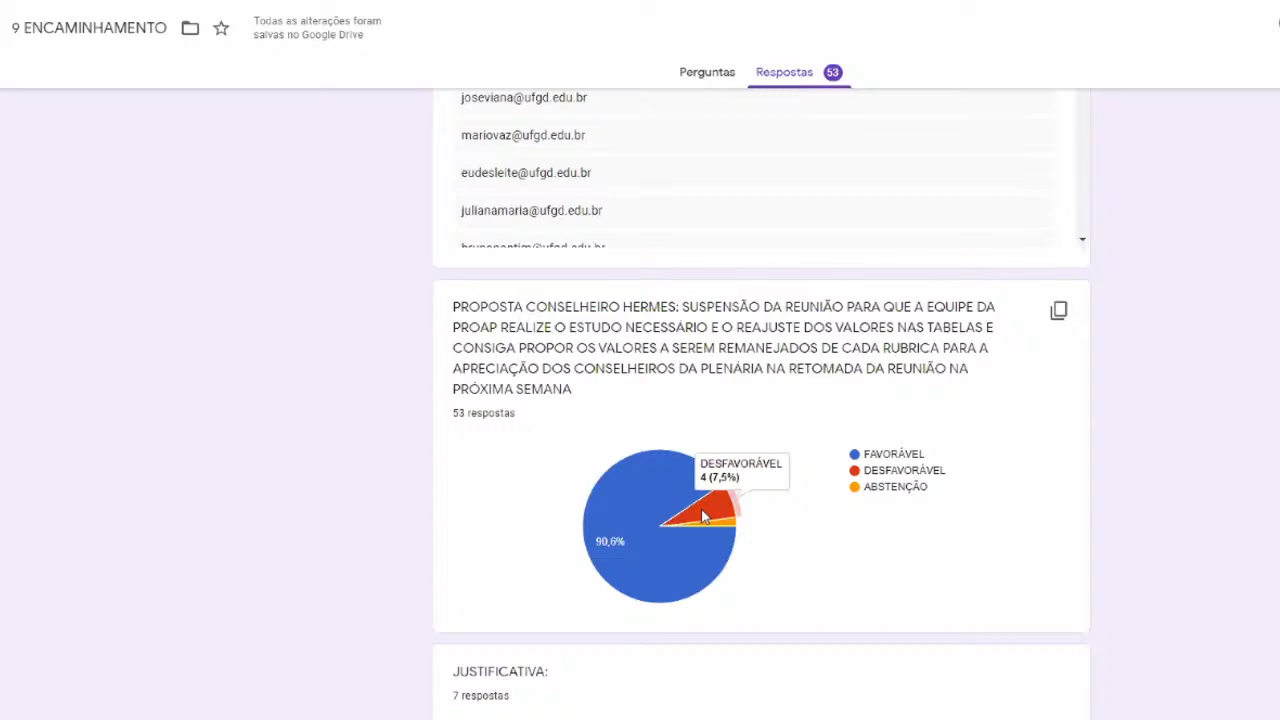 9 ENCAMINHAMENTO
Todas as alterações foram
salvas no Google Drive
Perguntas
Respostas
53
joseviana@ufgd.edu.br
mariovaz@ufgd.edu.br
eudesleite@ufgd.edu.br
julianamaria@ufgd.edu.br
PROPOSTA CONSELHEIRO HERMES: SUSPENSÃO DA REUNIÃO PARA QUE A EQUIPE DA
PROAP REALIZE O ESTUDO NECESSÁRIO E O REAJUSTE DOS VALORES NAS TABELAS E
CONSIGA PROPOR OS VALORES A SEREM REMANEJADOS DE CADA RUBRICA PARA A
APRECIAÇÃO DOS CONSELHEIROS DA PLENÁRIA NA RETOMADA DA REUNIÃO NA
PRÓXIMA SEMANA
53 respostas
DESFAVORÁVEL
4 (7,5%)
90,6%
FAVORÁVEL
DESFAVORÁVEL
ABSTENÇÃO
JUSTIFICATIVA:
7 respostas